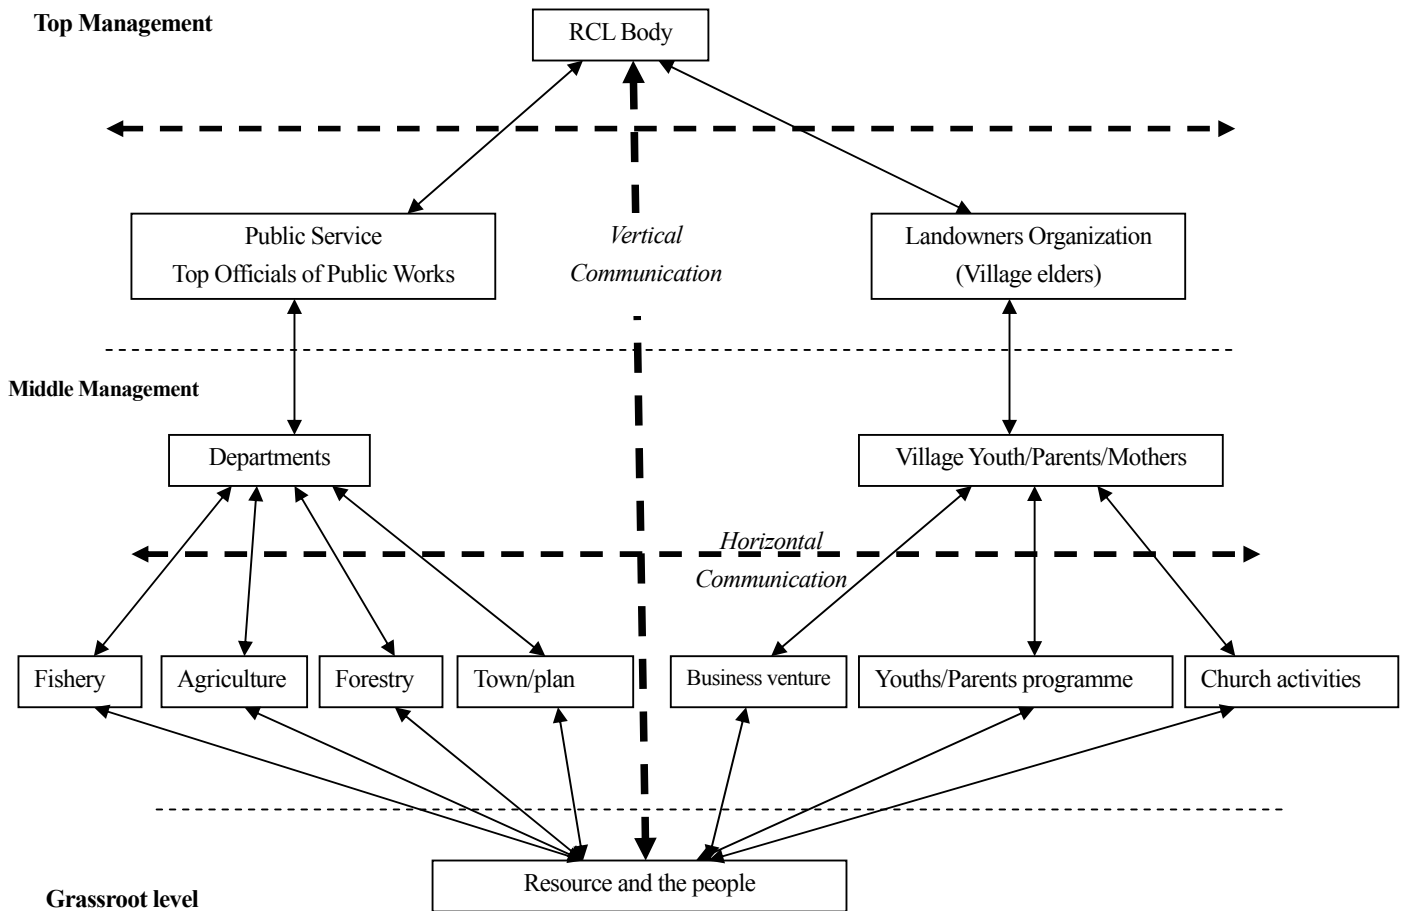 Top Management
RCL Body
Public Service
Top Officials of Public Works
Vertical
Communication
Landowners Organization
(Village elders)
Middle Management
Departments
Village Youth/Parents/Mothers
Horizontal
Communication
Fishery
Agriculture
Forestry
Town/plan
Business venture
Youths/Parents programme
Church activities
Resource and the people
Grassroot level